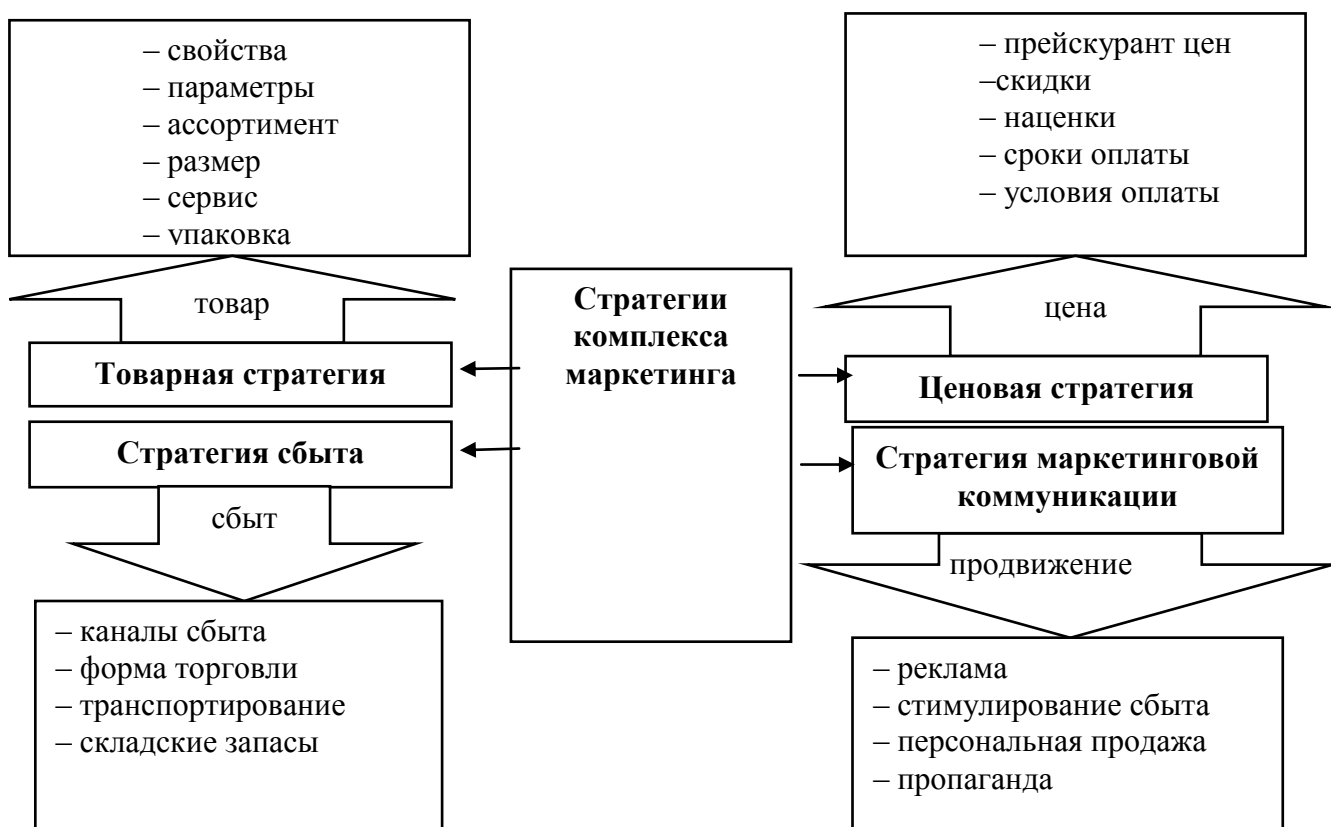 – свойства
– параметры
– ассортимент
– размер
– сервис
– упаковка
товар
Товарная стратегия
Стратегия сбыта
сбыт
– каналы сбыта
– форма торговли
– транспортирование
– складские запасы
Стратегии
комплекса
маркетинга
– прейскурант цен
–скидки
– наценки
– сроки оплаты
– условия оплаты
цена
Ценовая стратегия
Стратегия маркетинговой
коммуникации
продвижение
– реклама
– стимулирование сбыта
– персональная продажа
– пропаганда